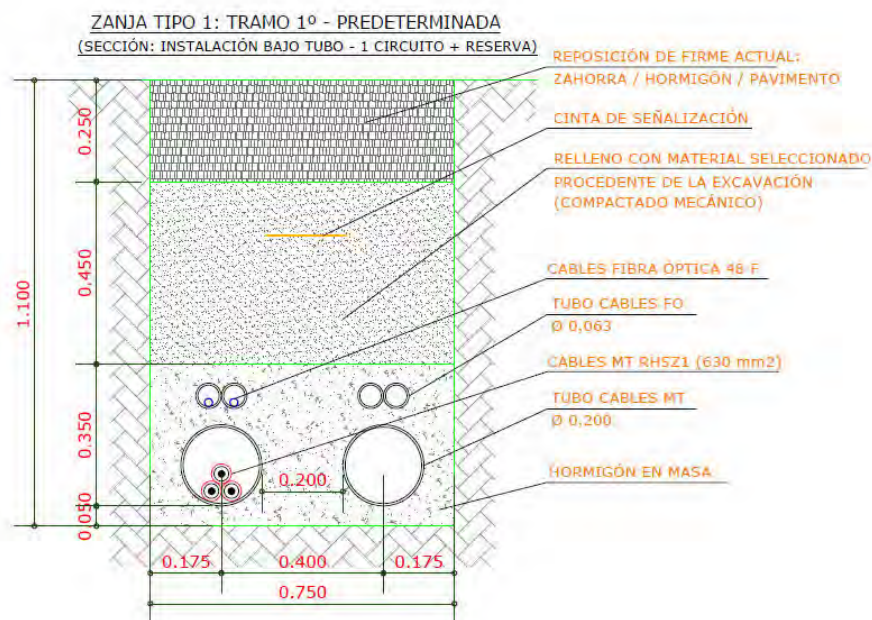 ZANJA TIPO 1: TRAMO 1º - PREDETERMINADA
(SECCIÓN: INSTALACIÓN BAJO TUBO - 1 CIRCUITO + RESERVA)
REPOSICIÓN DE FIRME ACTUAL:
ZAHORRA / HORMIGÓN / PAVIMENTO
CINTA DE SEÑALIZACIÓN
RELLENO CON MATERIAL SELECCIONADO
PROCEDENTE DE LA EXCAVACIÓN
(COMPACTADO MECÁNICO)
CABLES FIBRA ÓPTICA 48 F
TUBO CABLES FO
Ø 0,063
CABLES MT RHSZ1 (630 mm2)
TUBO CABLES MT
Ø 0.200
HORMIGÓN EN MASA
1.100
0.250
0.450
0.350
0.050
0.200
0.175
0.400
0.175
0.750